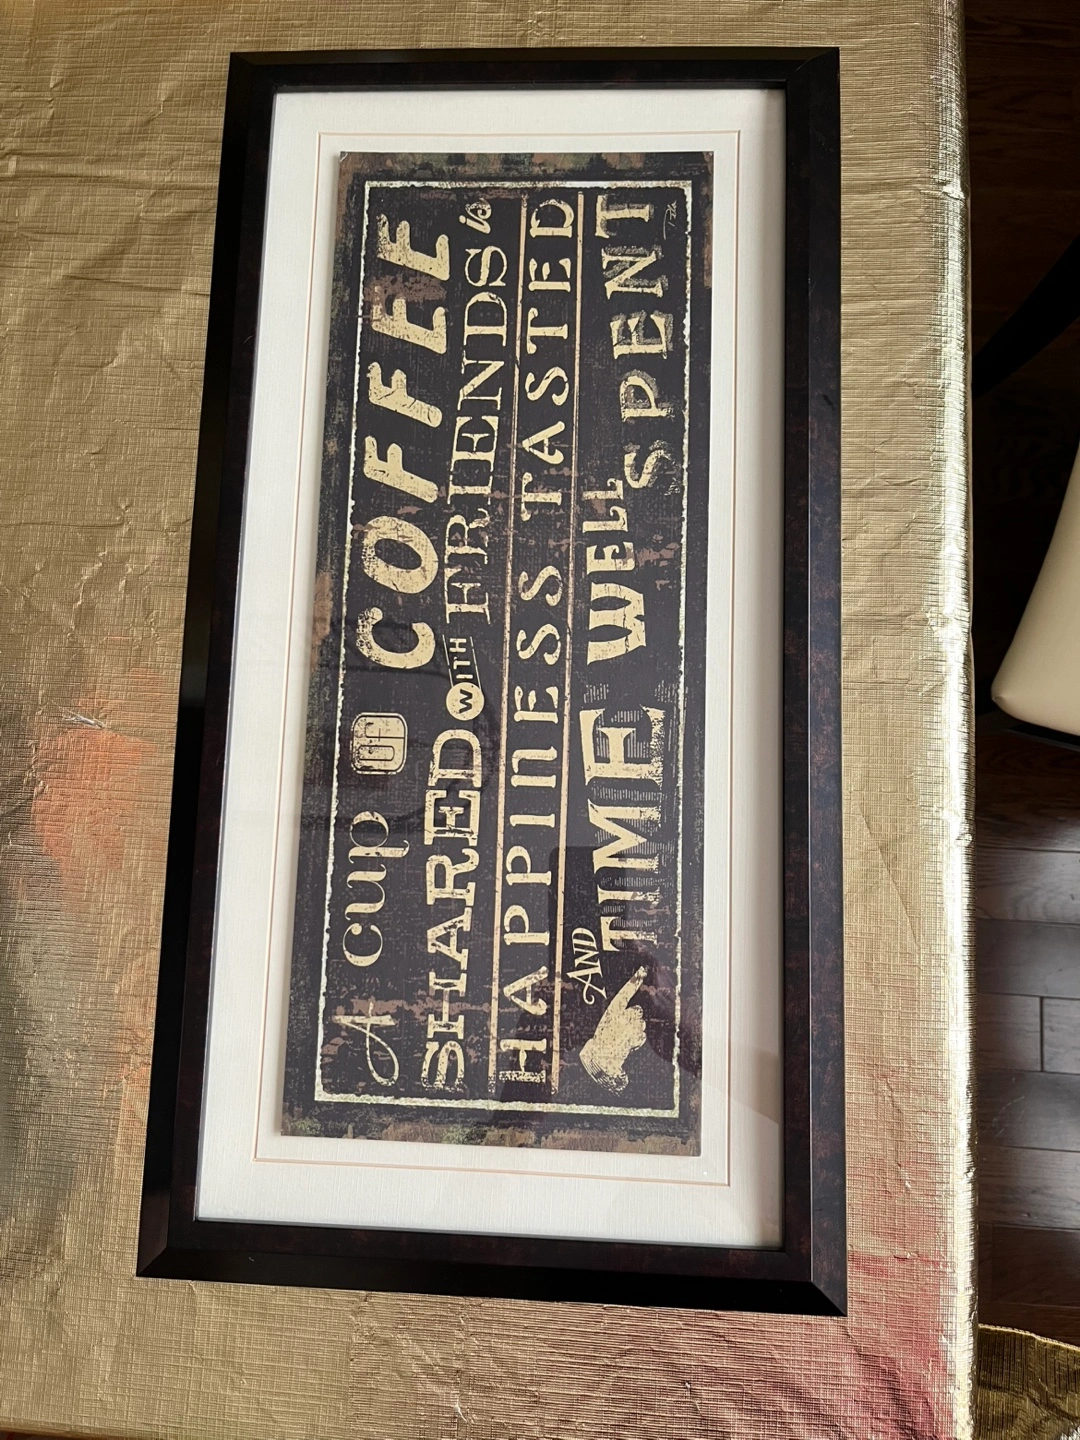 A cup OF COFFEE
SHARED WITH FRIENDS is
HAPPINESS TASTED
AND TIME WELL SPENT